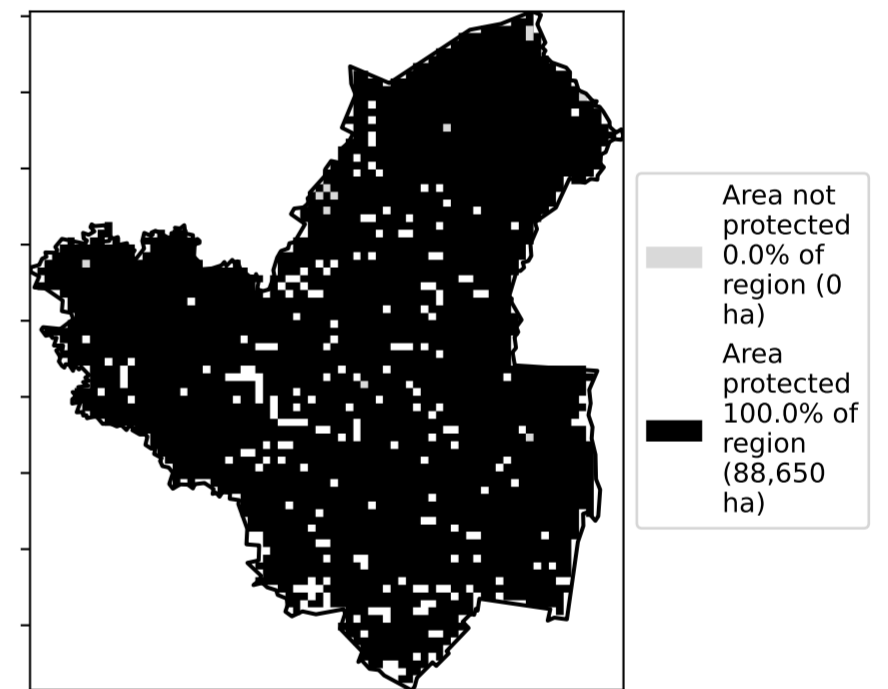 Area not
protected
0.0% of
region (0
ha)
Area
protected
100.0% of
region
(88,650
ha)